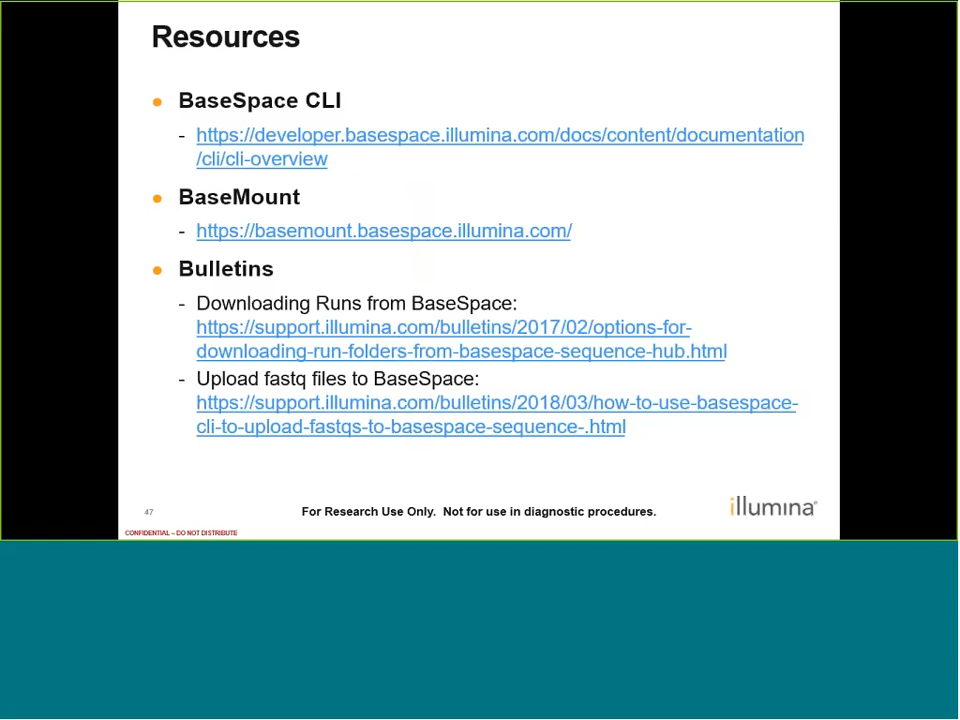 Resources
BaseSpace CLI
- https://developer.basespace.illumina.com/docs/content/documentation
/cli/cli-overview
BaseMount
- https://basemount.basespace.illumina.com/
Bulletins
- Downloading Runs from BaseSpace:
https://support.illumina.com/bulletins/2017/02/options-for-
downloading-run-folders-from-basespace-sequence-hub.html
- Upload fastq files to BaseSpace:
https://support.illumina.com/bulletins/2018/03/how-to-use-basespace-
cli-to-upload-fastqs-to-basespace-sequence-.html
47
For Research Use Only. Not for use in diagnostic procedures.
illumina®
CONFIDENTIAL – DO NOT DISTRIBUTE